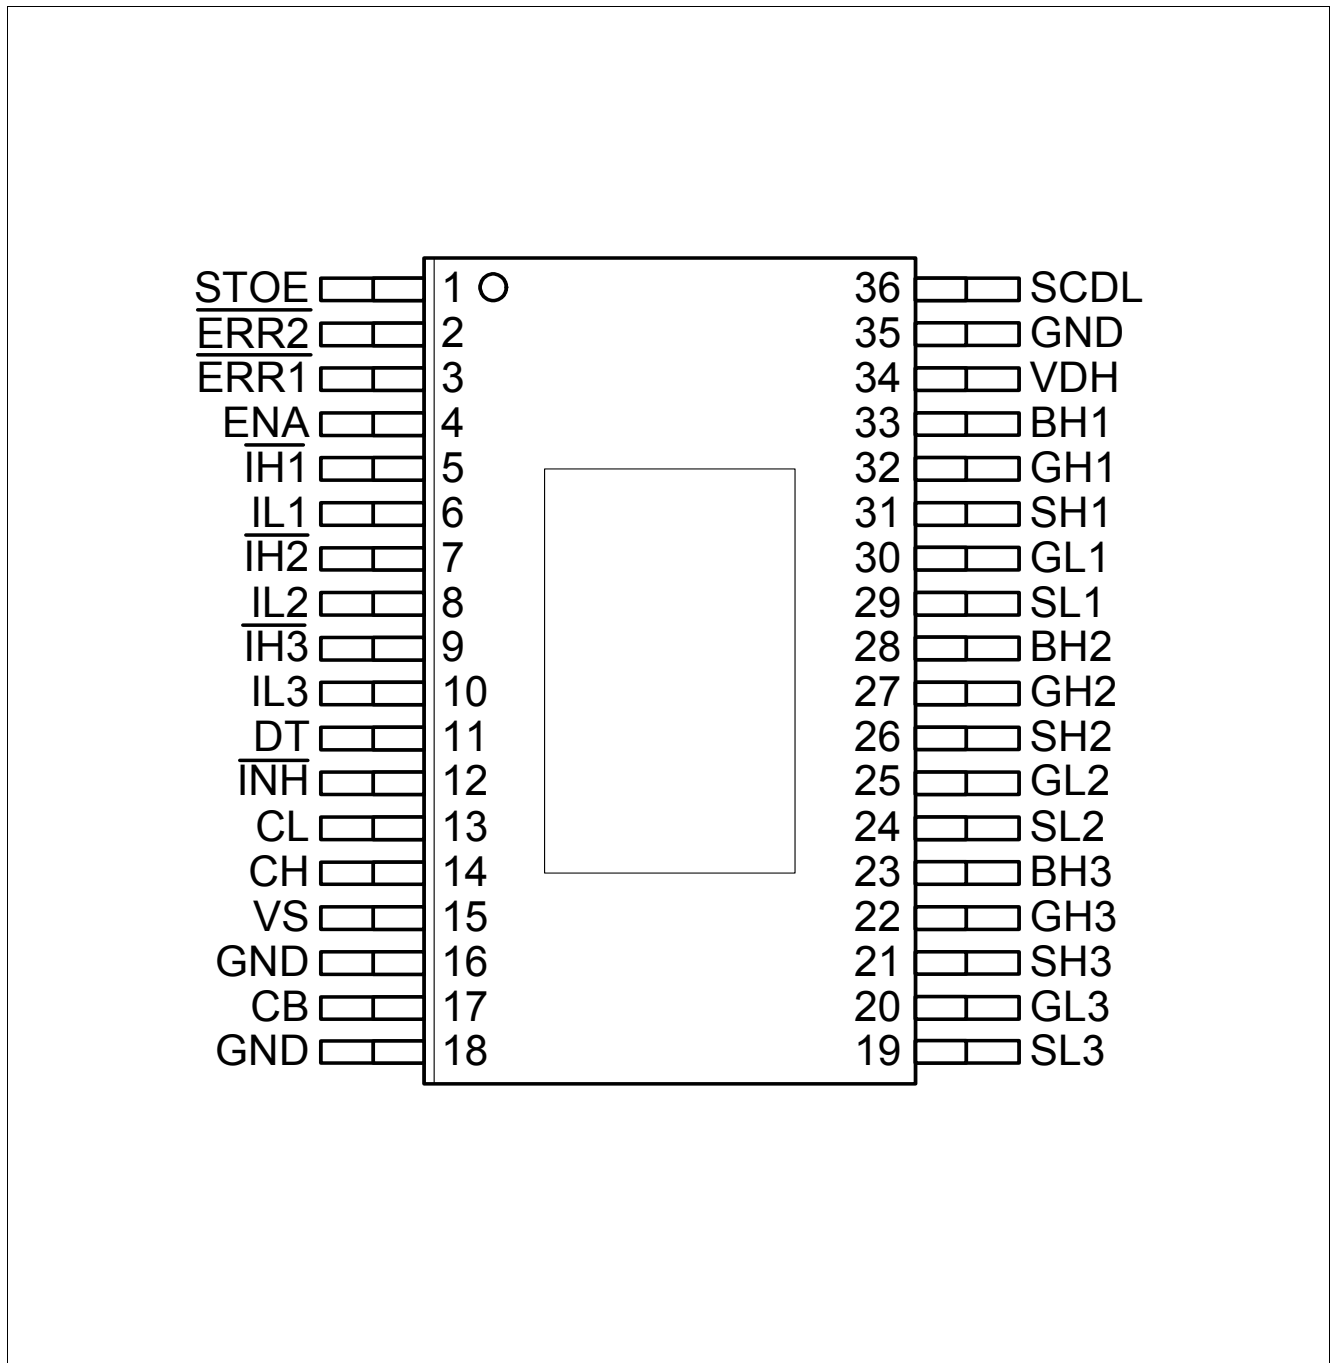 STOE 1 36 SCDL
ERR2 2 35 GND
ERR1 3 34 VDH
ENA 4 33 BH1
IH1 5 32 GH1
IL1 6 31 SH1
IH2 7 30 GL1
IL2 8 29 SL1
IH3 9 28 BH2
IL3 10 27 GH2
DT 11 26 SH2
INH 12 25 GL2
CL 13 24 SL2
CH 14 23 BH3
VS 15 22 GH3
GND 16 21 SH3
CB 17 20 GL3
GND 18 19 SL3